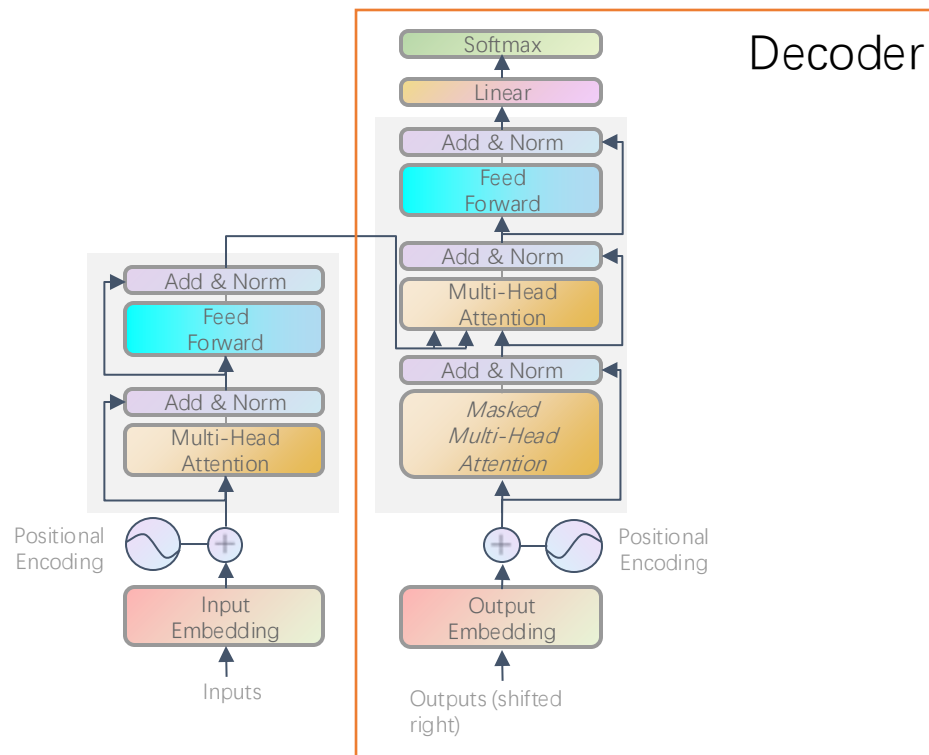 Decoder
Softmax
Linear
Add & Norm
Feed
Forward
Add & Norm
Multi-Head
Attention
Add & Norm
Masked
Multi-Head
Attention
Positional
Encoding
Output
Embedding
Outputs (shifted
right)
Add & Norm
Feed
Forward
Add & Norm
Multi-Head
Attention
Positional
Encoding
Input
Embedding
Inputs